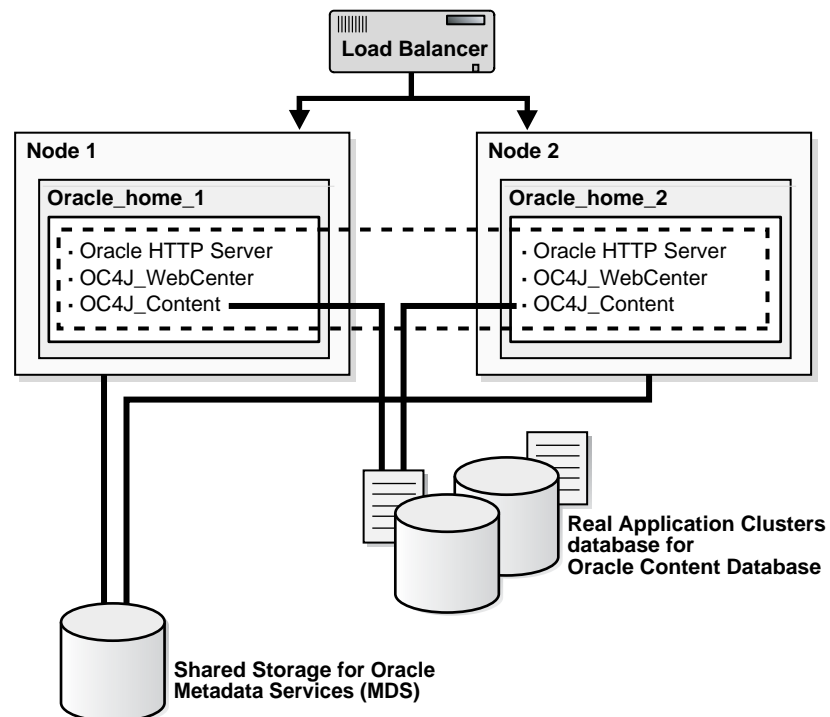 Load Balancer
Node 1
Oracle_home_1
· Oracle HTTP Server
· OC4J_WebCenter
· OC4J_Content
Node 2
Oracle_home_2
· Oracle HTTP Server
· OC4J_WebCenter
· OC4J_Content
Real Application Clusters
database for
Oracle Content Database
Shared Storage for Oracle
Metadata Services (MDS)